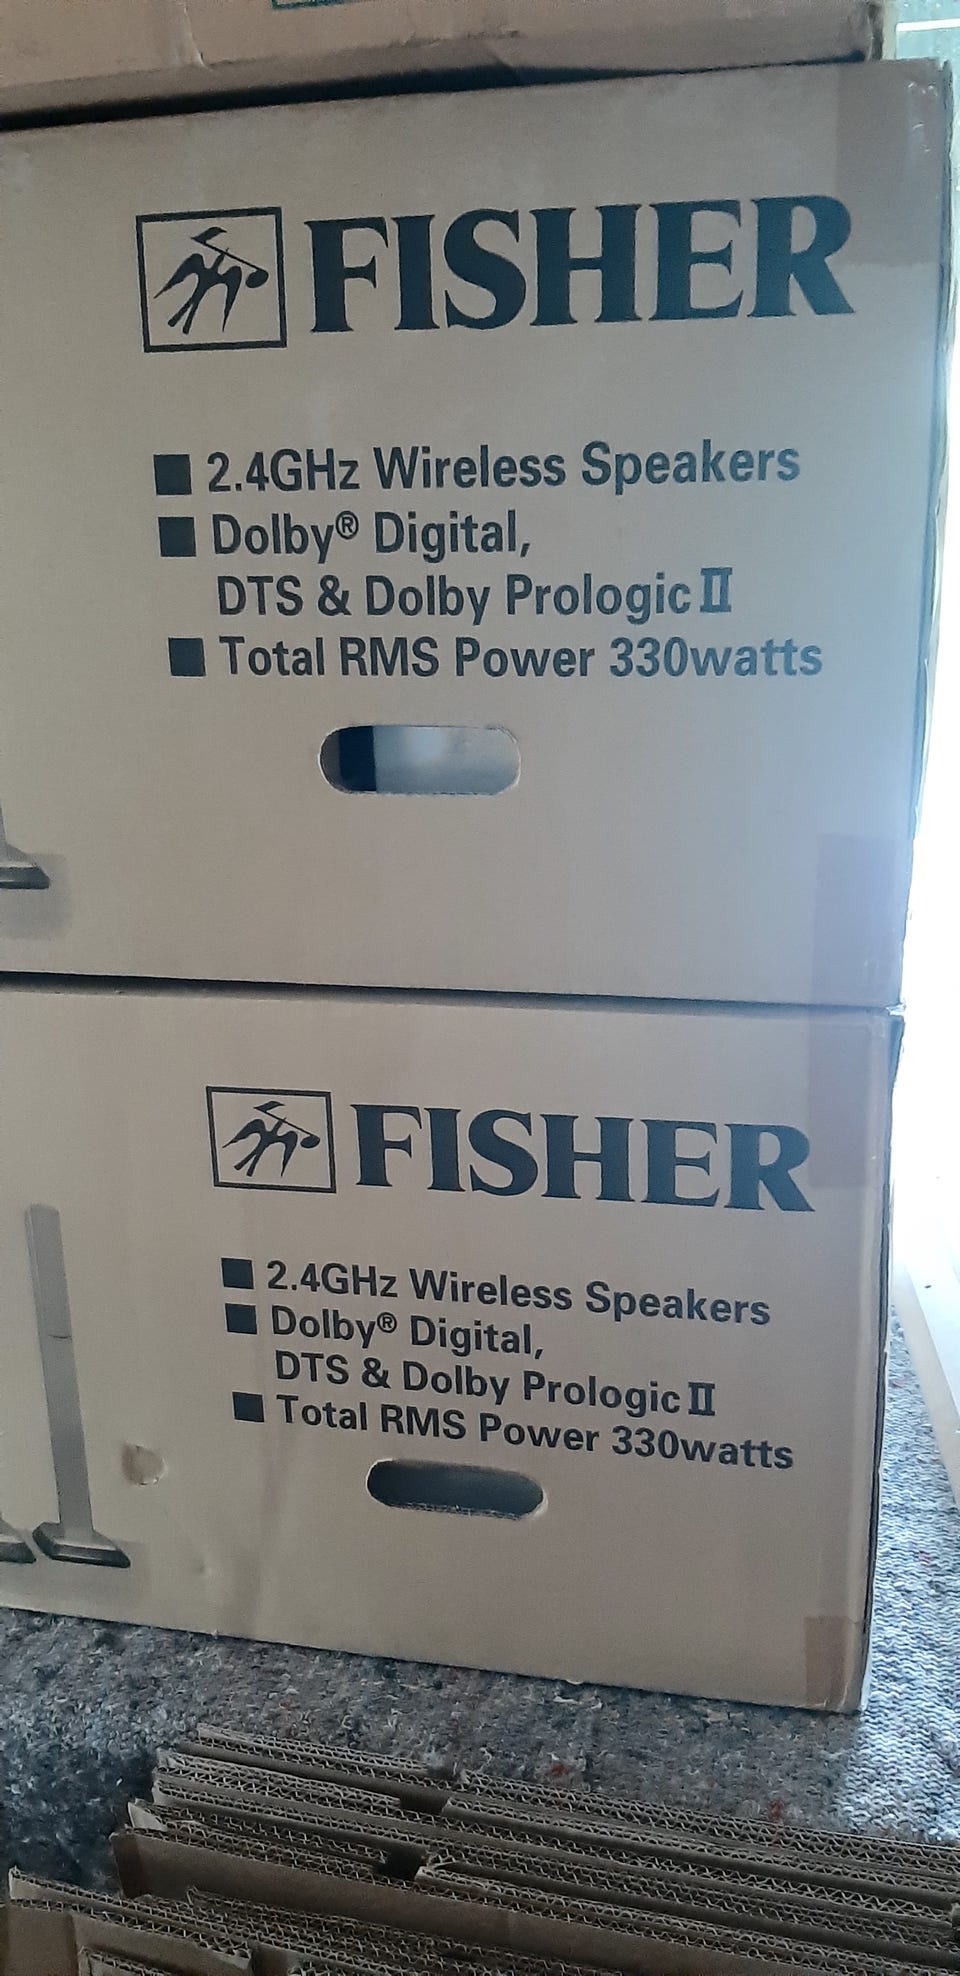 FISHER
2.4GHz Wireless Speakers
Dolby® Digital,
DTS & Dolby Prologic II
Total RMS Power 330watts
FISHER
2.4GHz Wireless Speakers
Dolby® Digital,
DTS & Dolby Prologic II
Total RMS Power 330watts